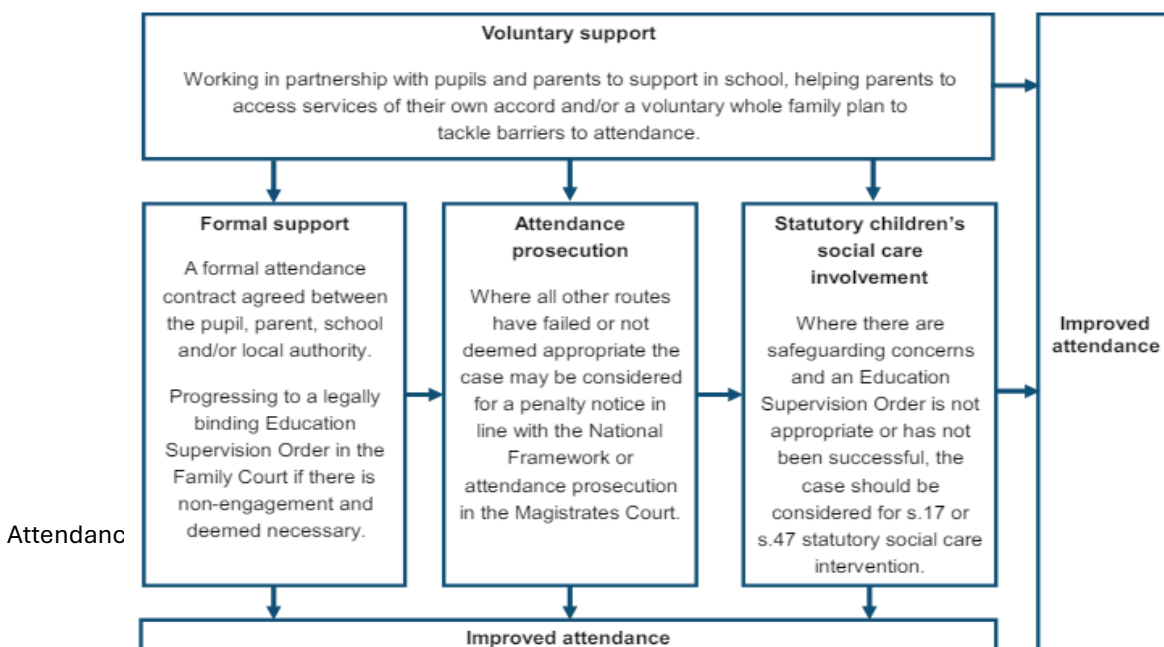 Voluntary support
Working in partnership with pupils and parents to support in school, helping parents to
access services of their own accord and/or a voluntary whole family plan to
tackle barriers to attendance.
Formal support
A formal attendance
contract agreed between
the pupil, parent, school
and/or local authority.
Progressing to a legally
binding Education
Supervision Order in the
Family Court if there is
non-engagement and
deemed necessary.
Attendance
prosecution
Where all other routes
have failed or not
deemed appropriate the
case may be considered
for a penalty notice in
line with the National
Framework or
attendance prosecution
in the Magistrates Court.
Statutory children's
social care
involvement
Where there are
safeguarding concerns
and an Education
Supervision Order is not
appropriate or has not
been successful, the
case should be
considered for s.17 or
s.47 statutory social care
intervention.
Improved
attendance
Attendanc
Improved attendance